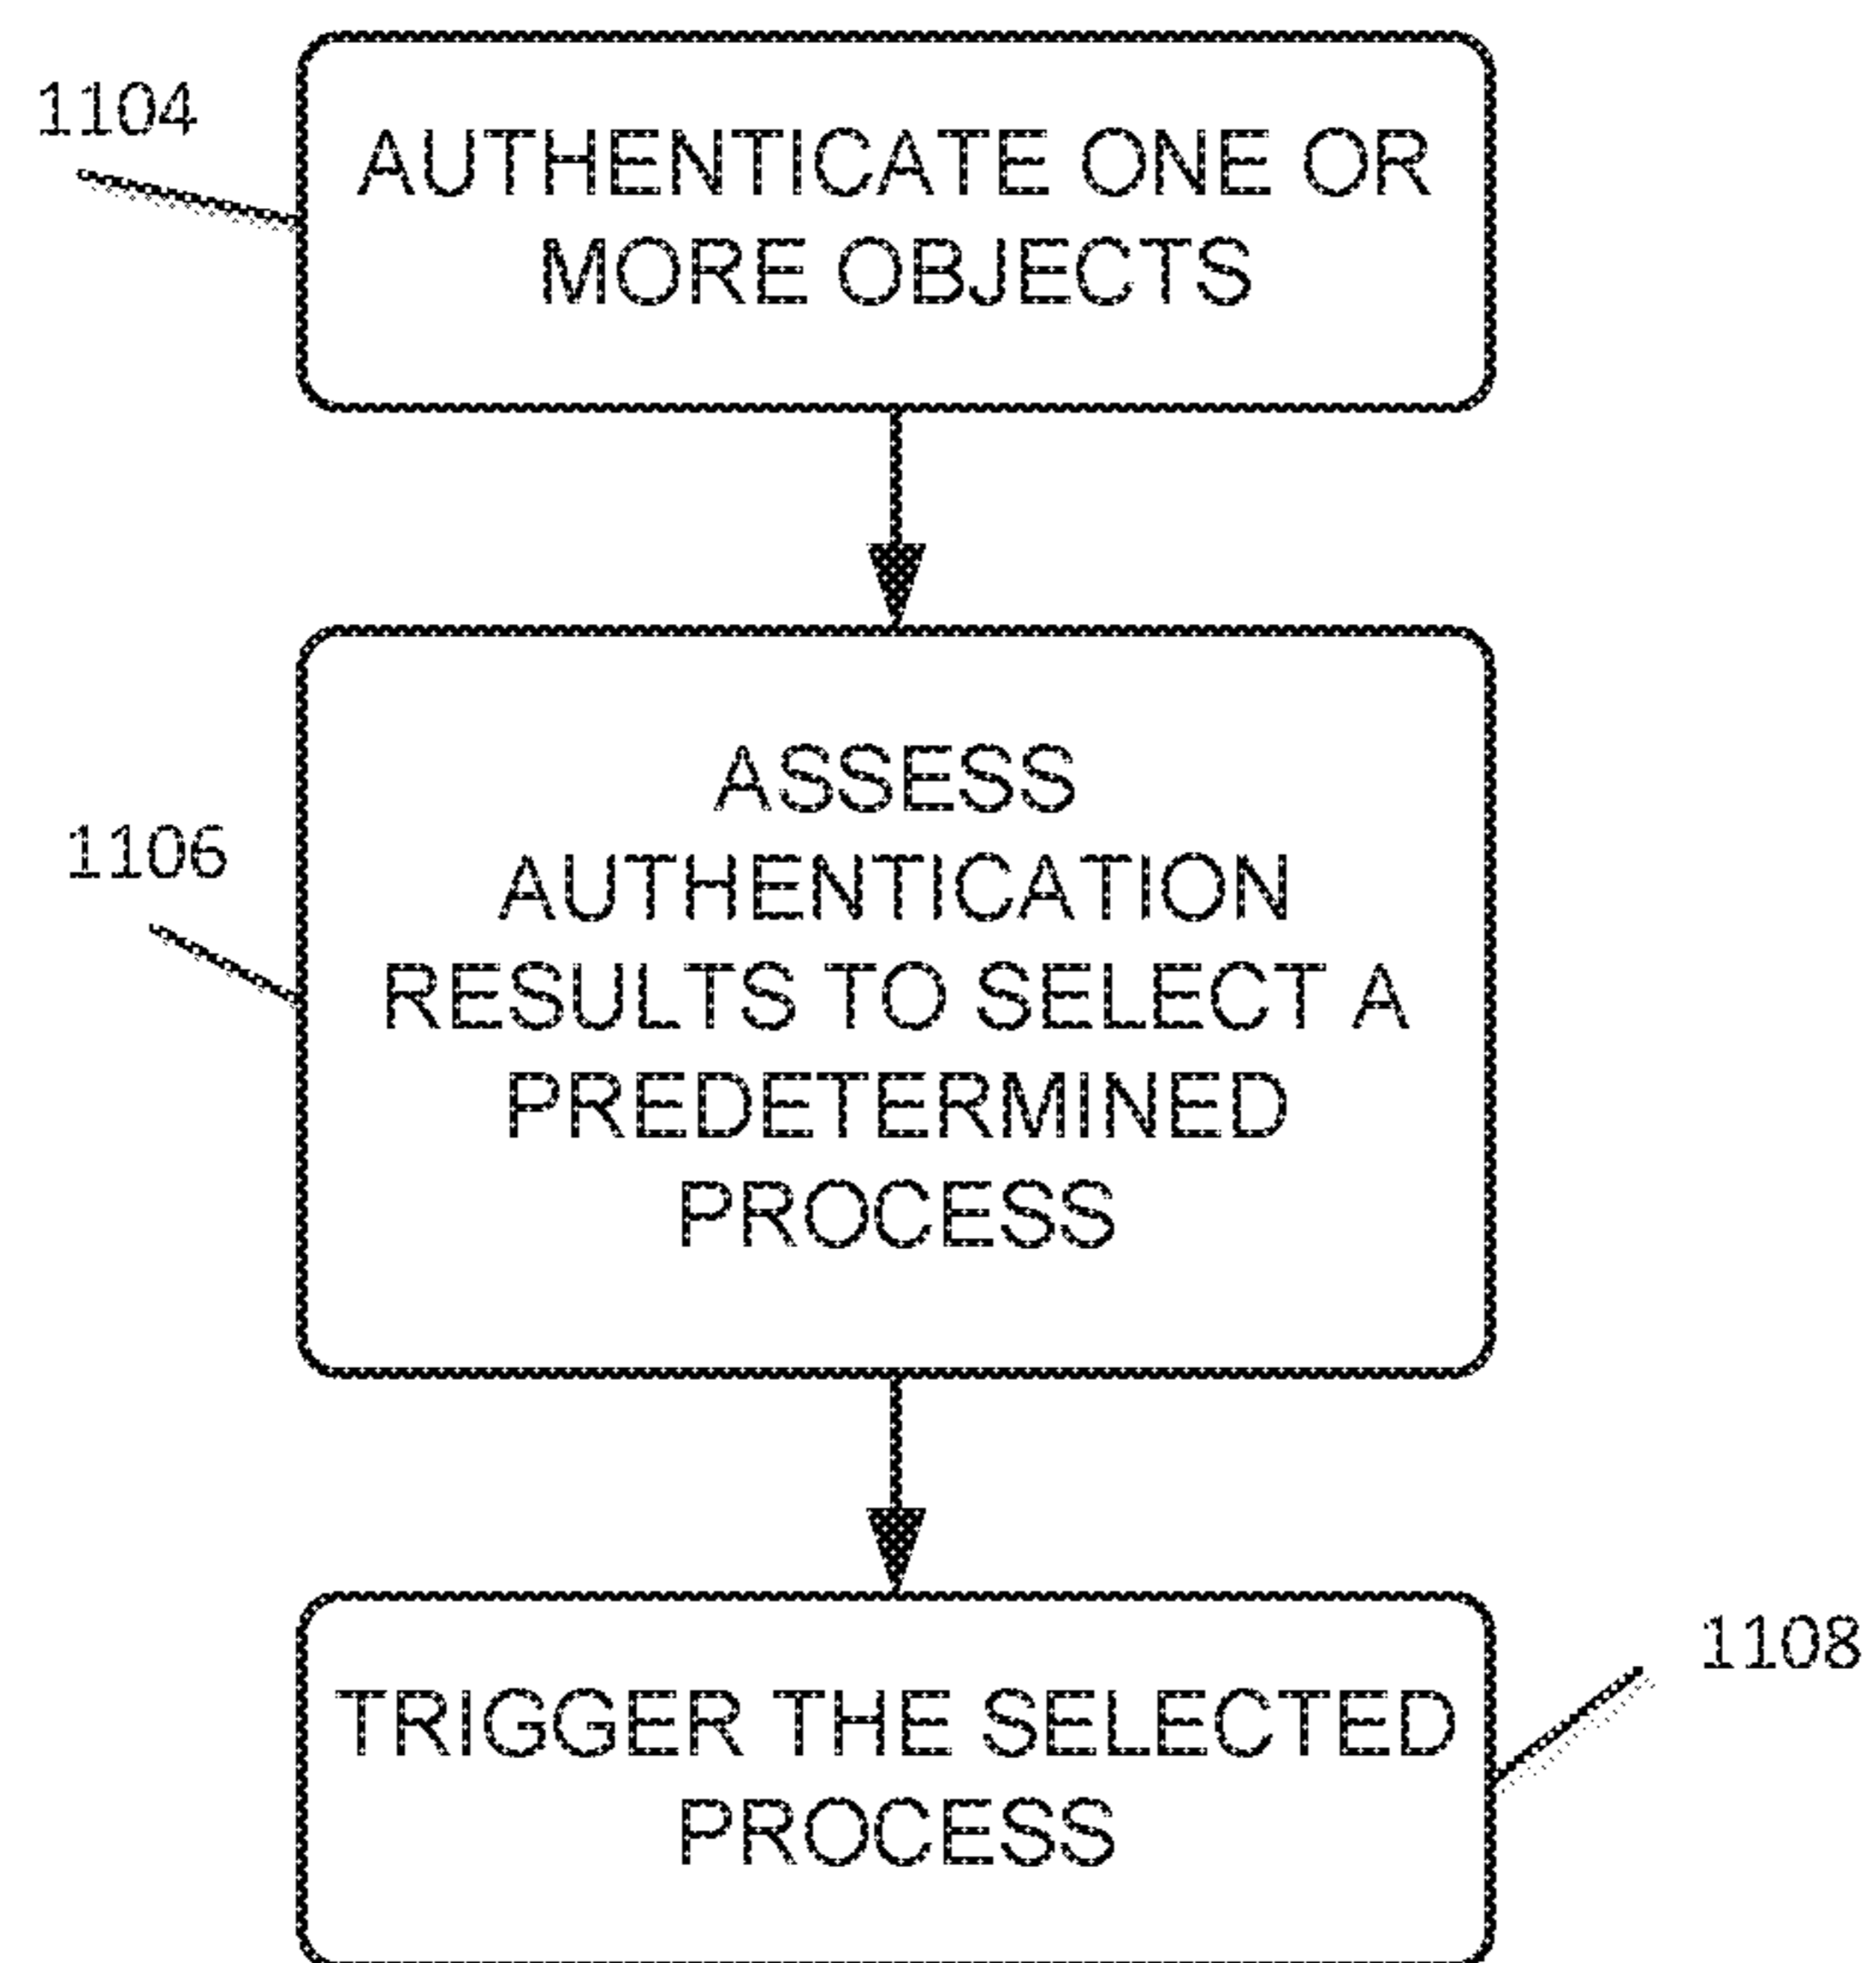 1104
AUTHENTICATE ONE OR
MORE OBJECTS
1106
ASSESS
AUTHENTICATION
RESULTS TO SELECT A
PREDETERMINED
PROCESS
1108
TRIGGER THE SELECTED
PROCESS